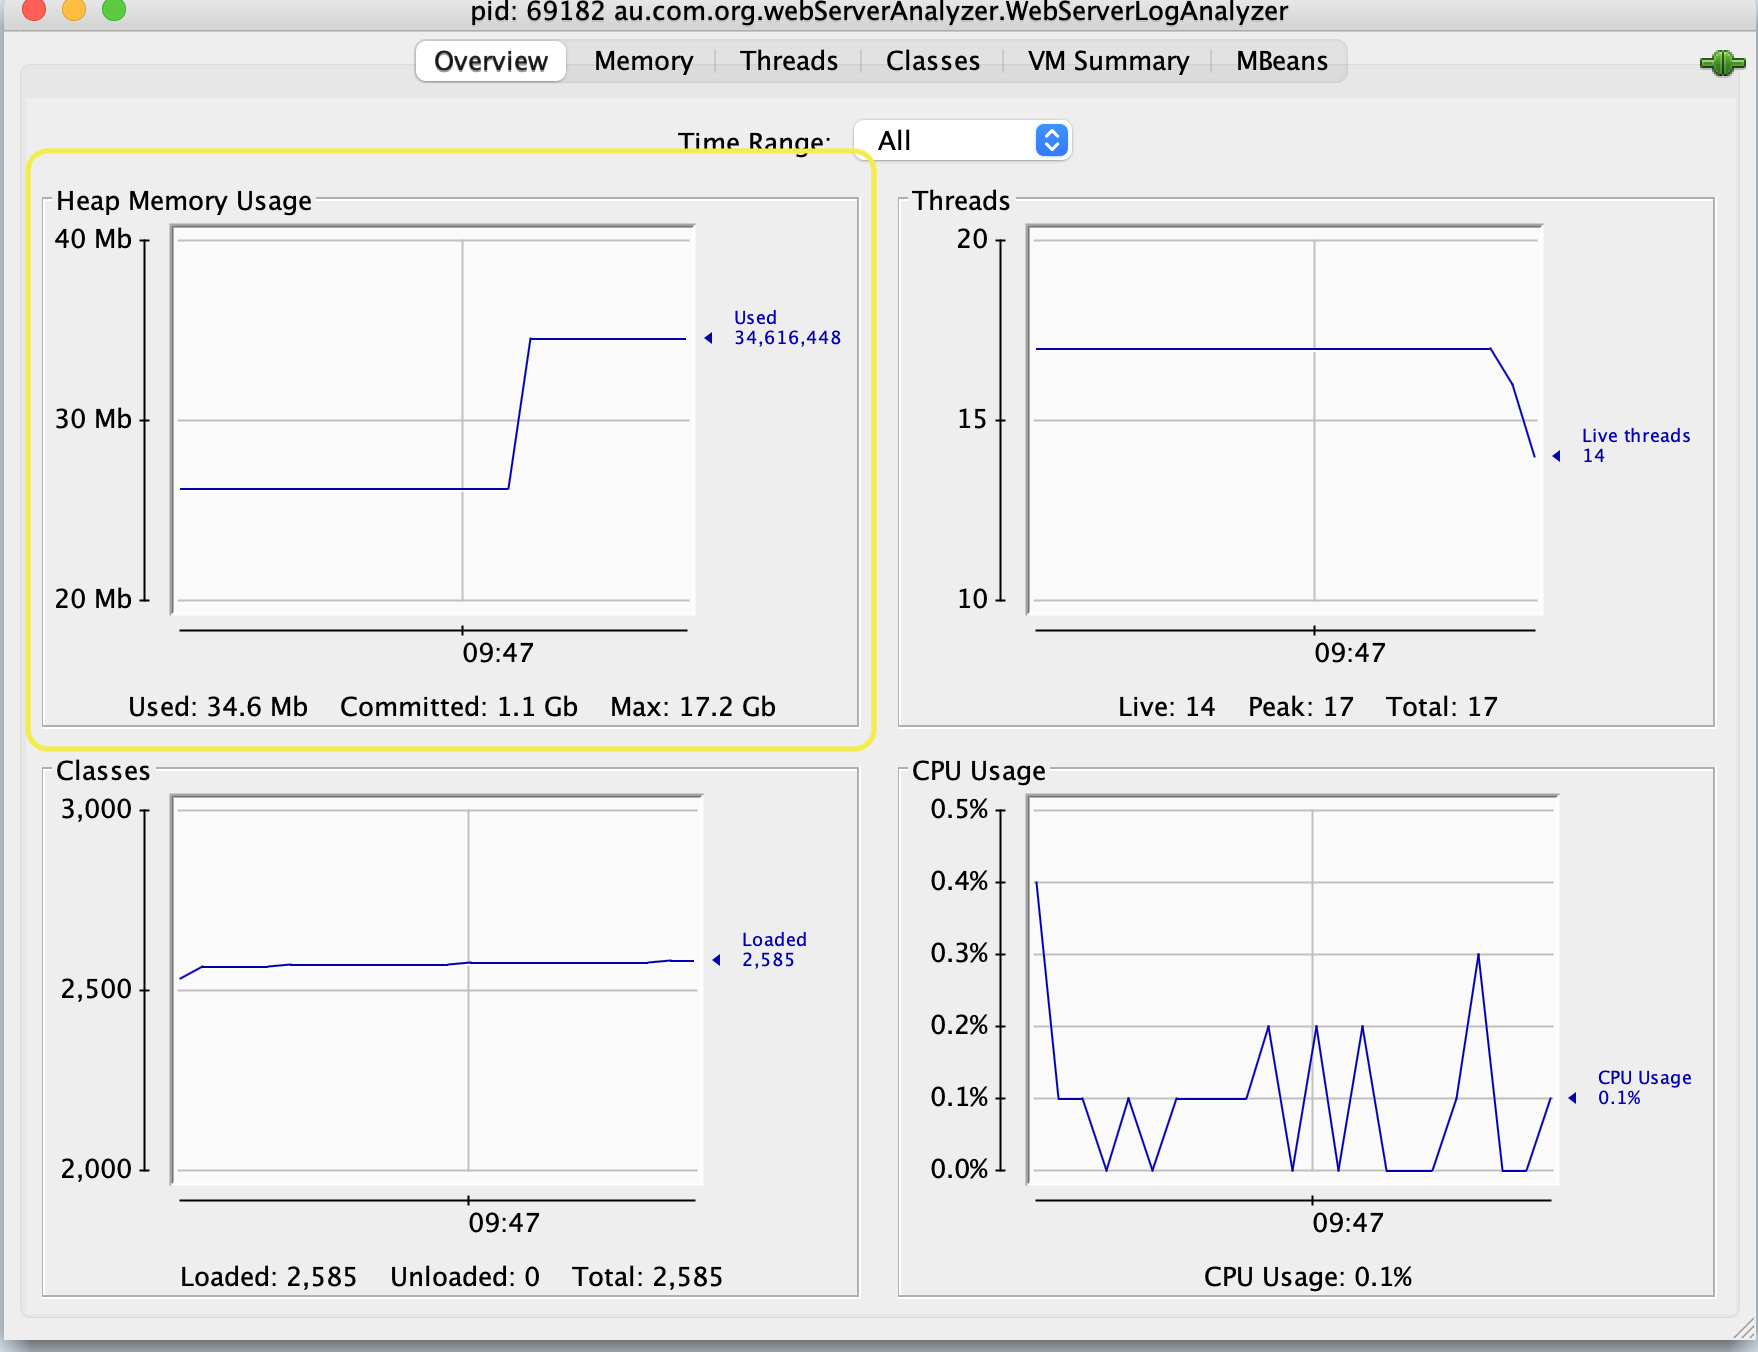 pid: 69182 au.com.org.webServerAnalyzer.WebServerLogAnalyzer
Overview Memory Threads Classes VM Summary MBeans
Time Range: All
Heap Memory Usage
40 Mb
30 Mb
20 Mb
Used
34,616,448
09:47
Used: 34.6 Mb Committed: 1.1 Gb Max: 17.2 Gb
Threads
20
15
10
Live threads
14
09:47
Live: 14 Peak: 17 Total: 17
Classes
3,000
2,500
2,000
Loaded
2,585
09:47
Loaded: 2,585 Unloaded: 0 Total: 2,585
CPU Usage
0.5%
0.4%
0.3%
0.2%
0.1%
0.0%
CPU Usage
0.1%
09:47
CPU Usage: 0.1%